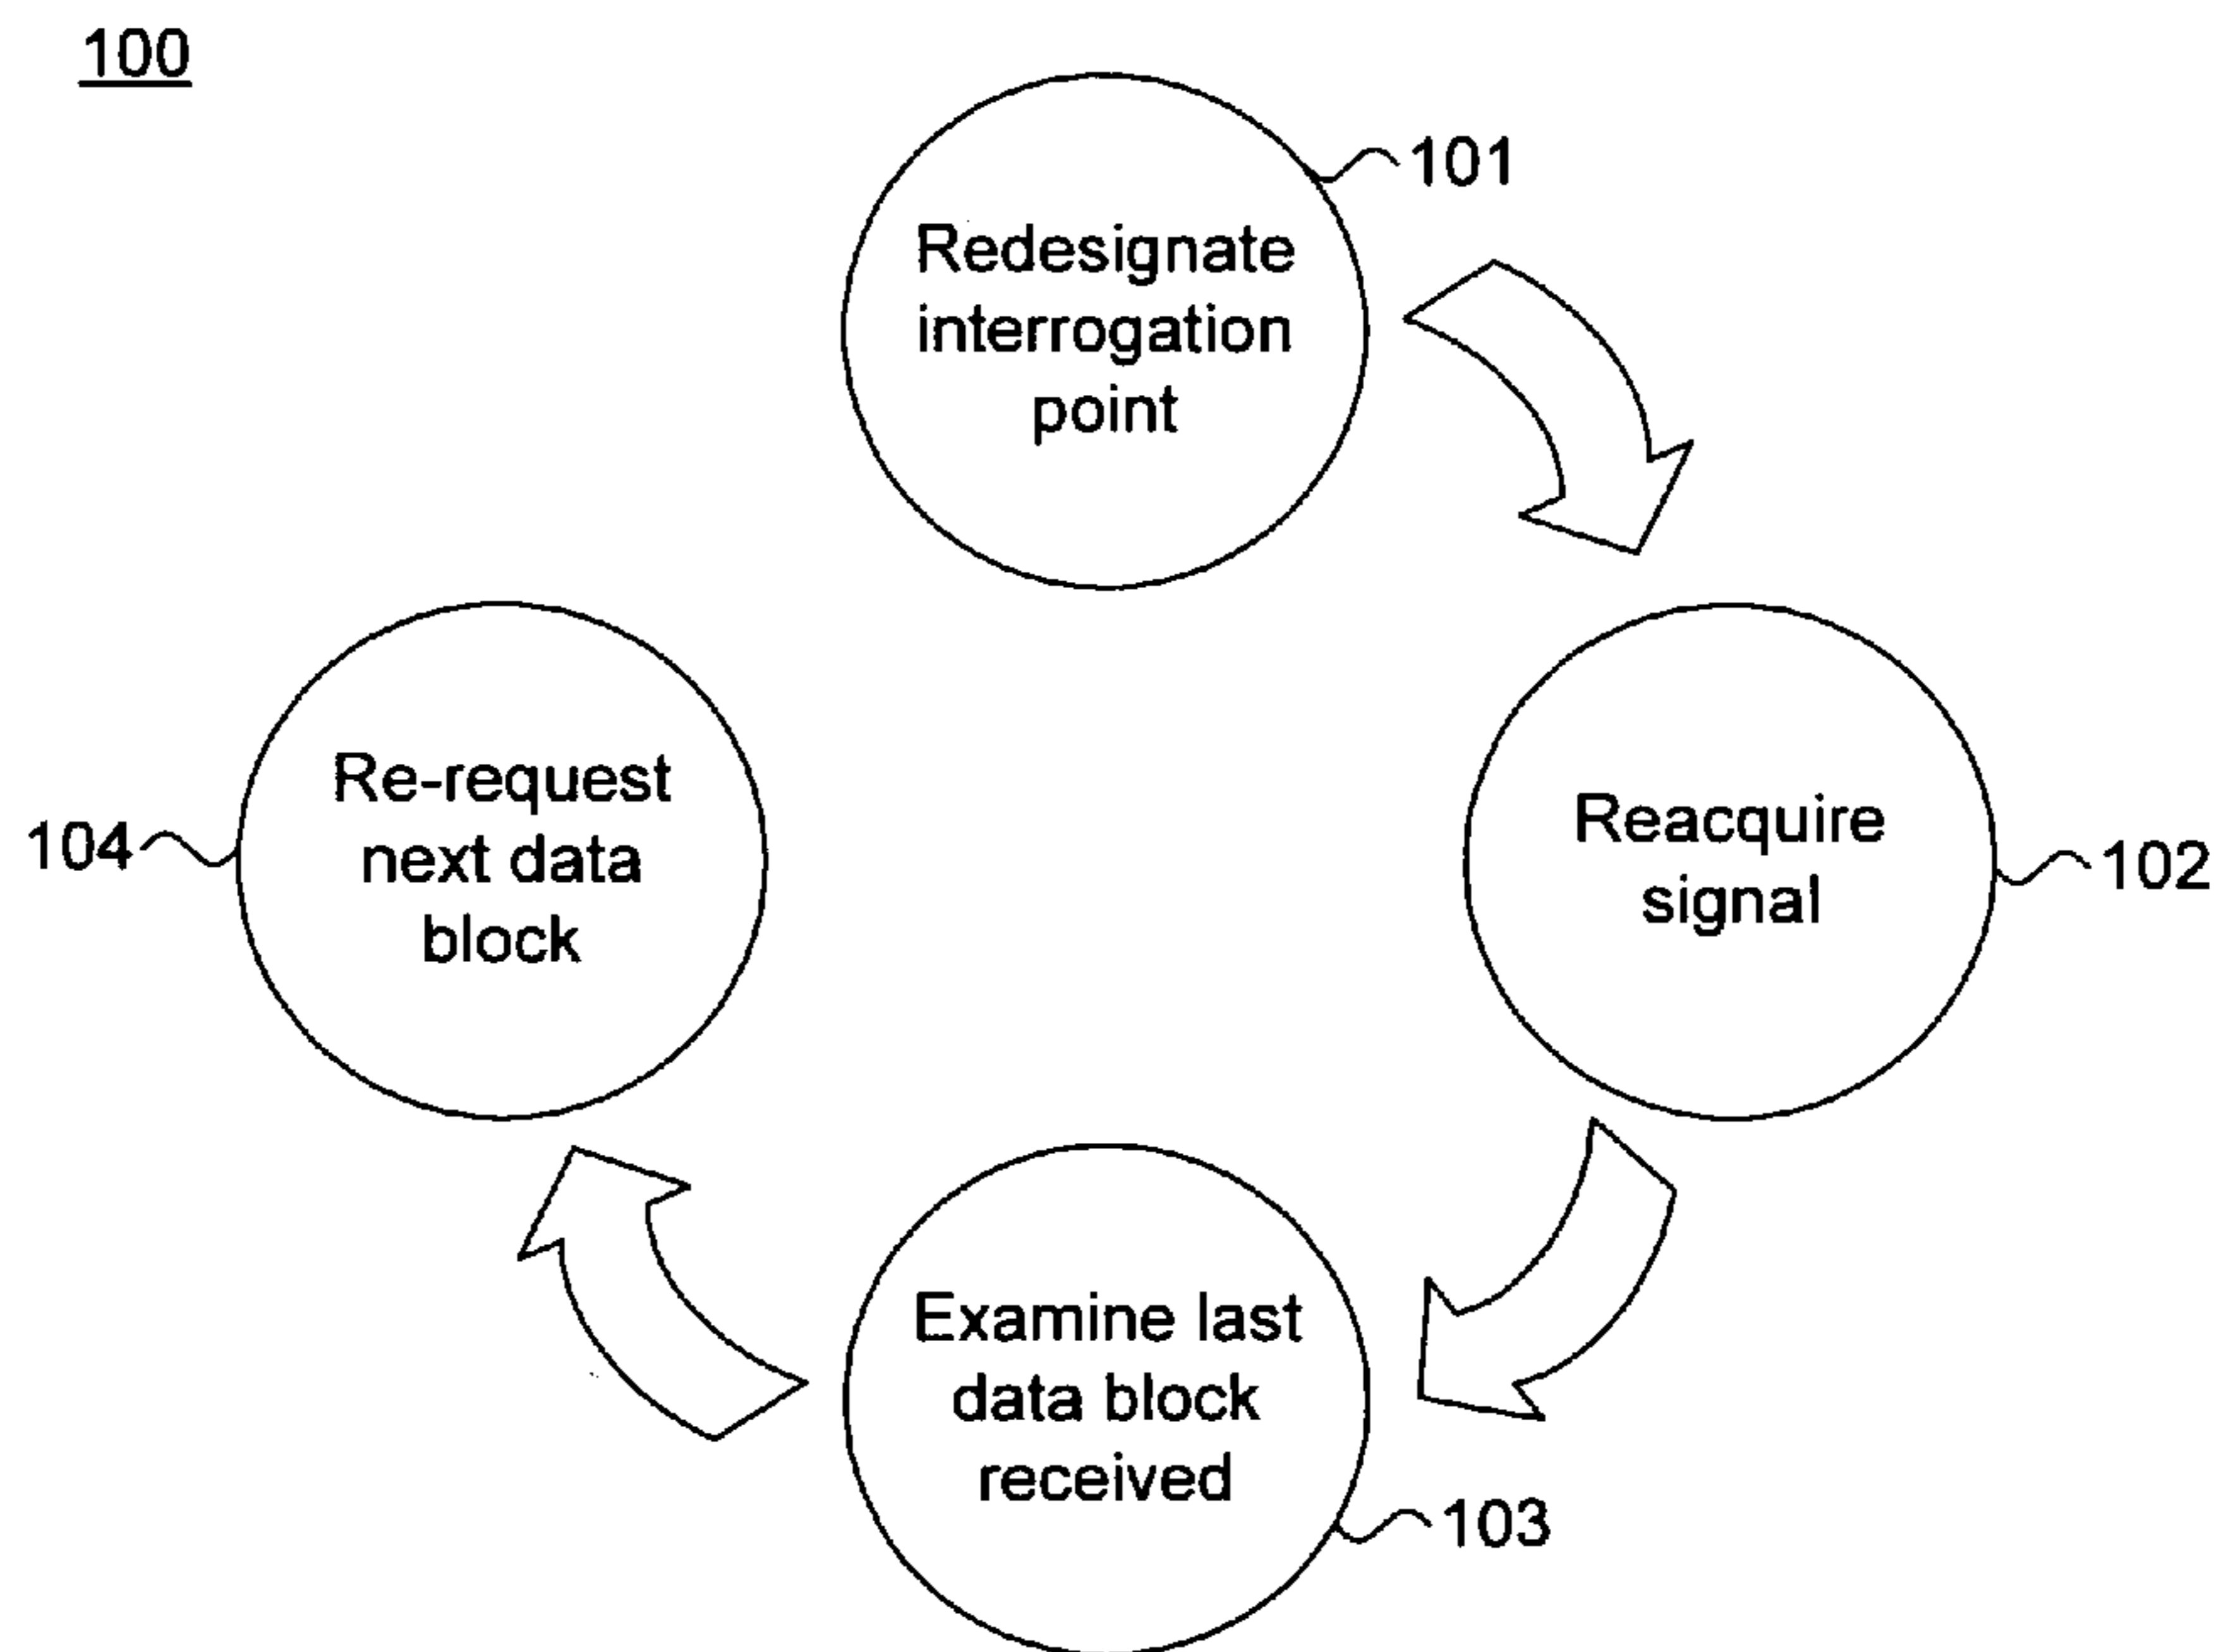 100
101
Redesignate
interrogation
point
Reacquire
signal
102
Examine last
data block
received
103
Re-request
next data
block
104